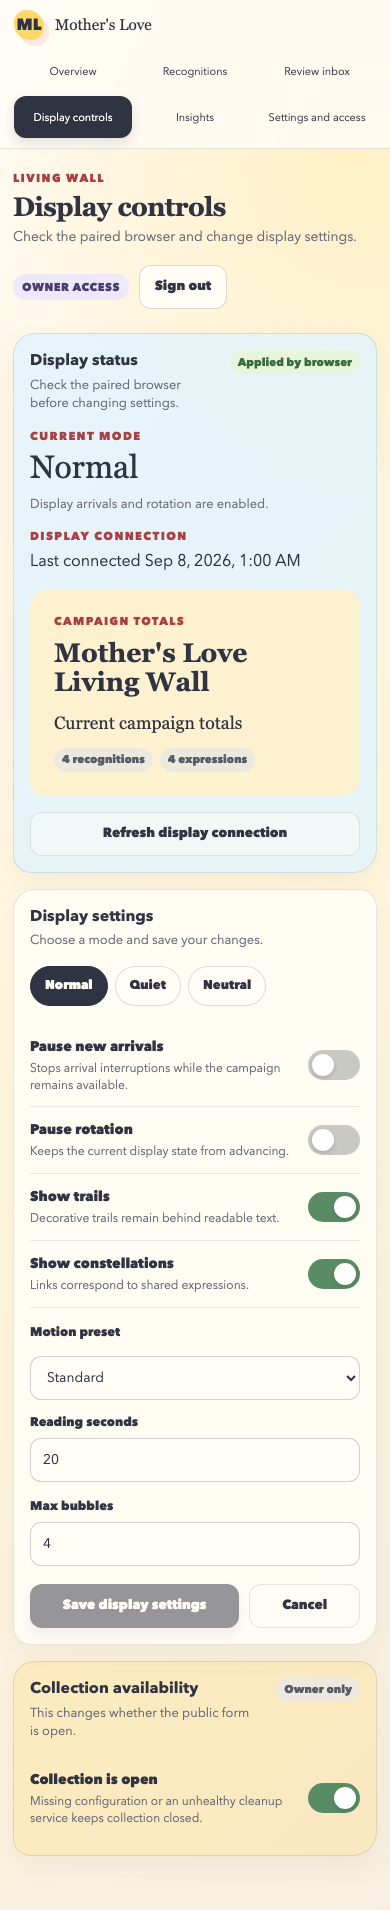 ML Mother's Love
Overview Recognitions Review inbox
Display controls Insights Settings and access
LIVING WALL
Display controls
Check the paired browser and change display settings.
OWNER ACCESS Sign out
Display status Applied by browser
Check the paired browser
before changing settings.
CURRENT MODE
Normal
Display arrivals and rotation are enabled.
DISPLAY CONNECTION
Last connected Sep 8, 2026, 1:00 AM
CAMPAIGN TOTALS
Mother's Love
Living Wall
Current campaign totals
4 recognitions 4 expressions
Refresh display connection
Display settings
Choose a mode and save your changes.
Normal Quiet Neutral
Pause new arrivals
Stops arrival interruptions while the campaign
remains available.
Pause rotation
Keeps the current display state from advancing.
Show trails
Decorative trails remain behind readable text.
Show constellations
Links correspond to shared expressions.
Motion preset
Standard
Reading seconds
20
Max bubbles
4
Save display settings Cancel
Collection availability Owner only
This changes whether the public form
is open.
Collection is open
Missing configuration or an unhealthy cleanup
service keeps collection closed.